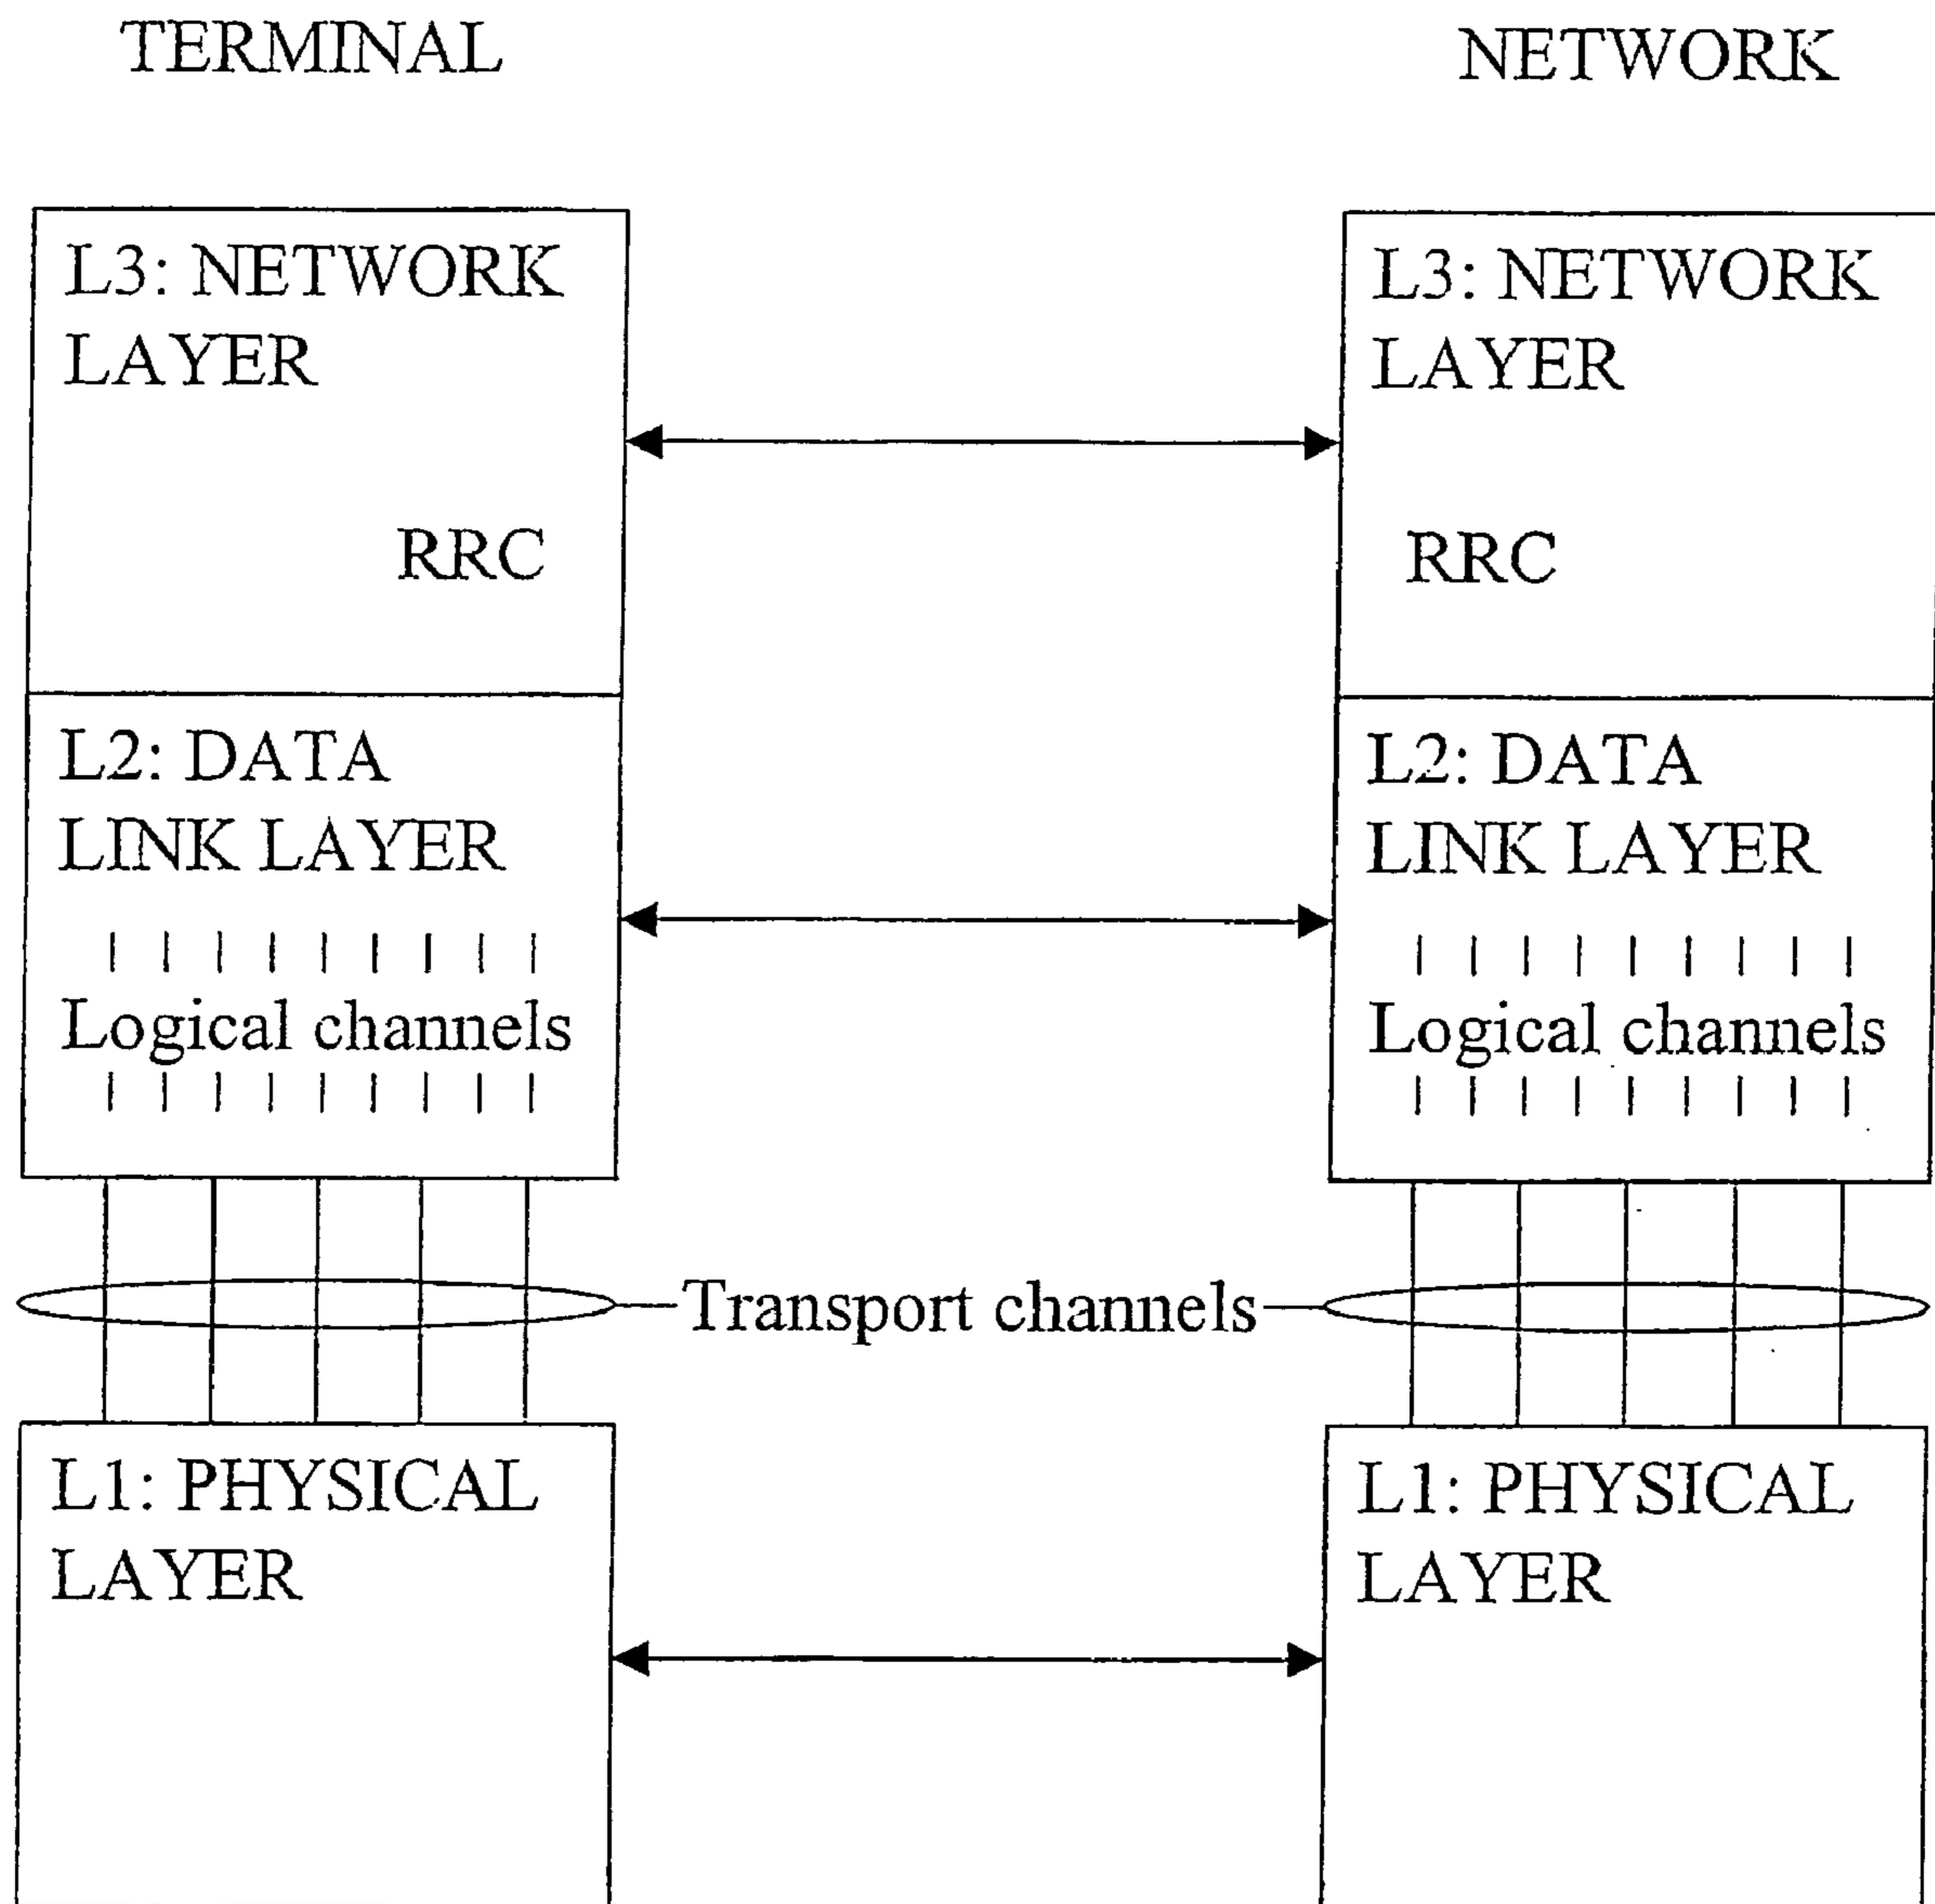 TERMINAL
NETWORK
L3: NETWORK
LAYER
RRC
L2: DATA
LINK LAYER
Logical channels
L3: NETWORK
LAYER
RRC
L2: DATA
LINK LAYER
Logical channels
Transport channels
L1: PHYSICAL
LAYER
L1: PHYSICAL
LAYER